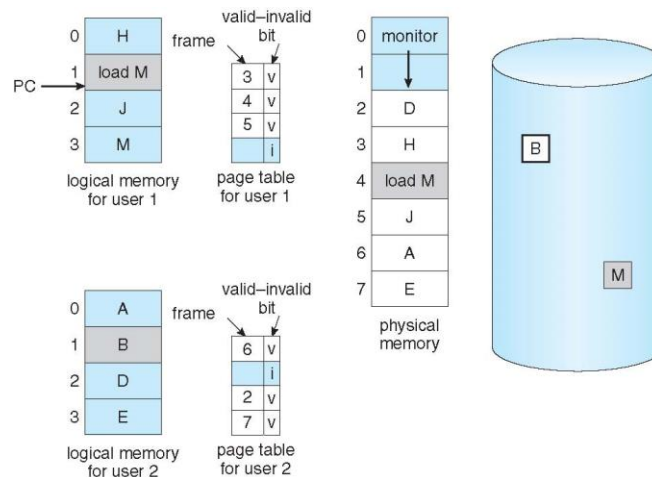 valid–invalid
frame
bit
0
H
1
load M
PC
2
J
3
M
3
v
4
v
5
v
i
logical memory
for user 1
page table
for user 1
0
monitor
1
2
D
3
H
4
load M
5
J
6
A
7
E
physical
memory
B
M
valid–invalid
frame
bit
0
A
1
B
2
D
3
E
6
v
i
2
v
7
v
logical memory
for user 2
page table
for user 2